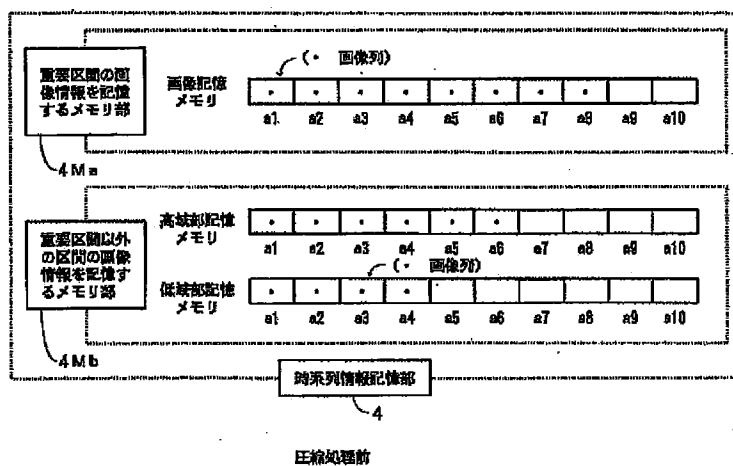 重要区間の画
像情報を記憶
するメモリ部
4Ma
画像記憶
メモリ
(・ 画像列)
a1 a2 a3 a4 a5 a6 a7 a8 a9 a10
重要区間以外
の区間の画像
情報を記憶す
るメモリ部
4Mb
高域部記憶
メモリ
a1 a2 a3 a4 a5 a6 a7 a8 a9 a10
(・ 画像列)
低域部記憶
メモリ
a1 a2 a3 a4 a5 a6 a7 a8 a9 a10
時系列情報記憶部
4
圧縮処理前